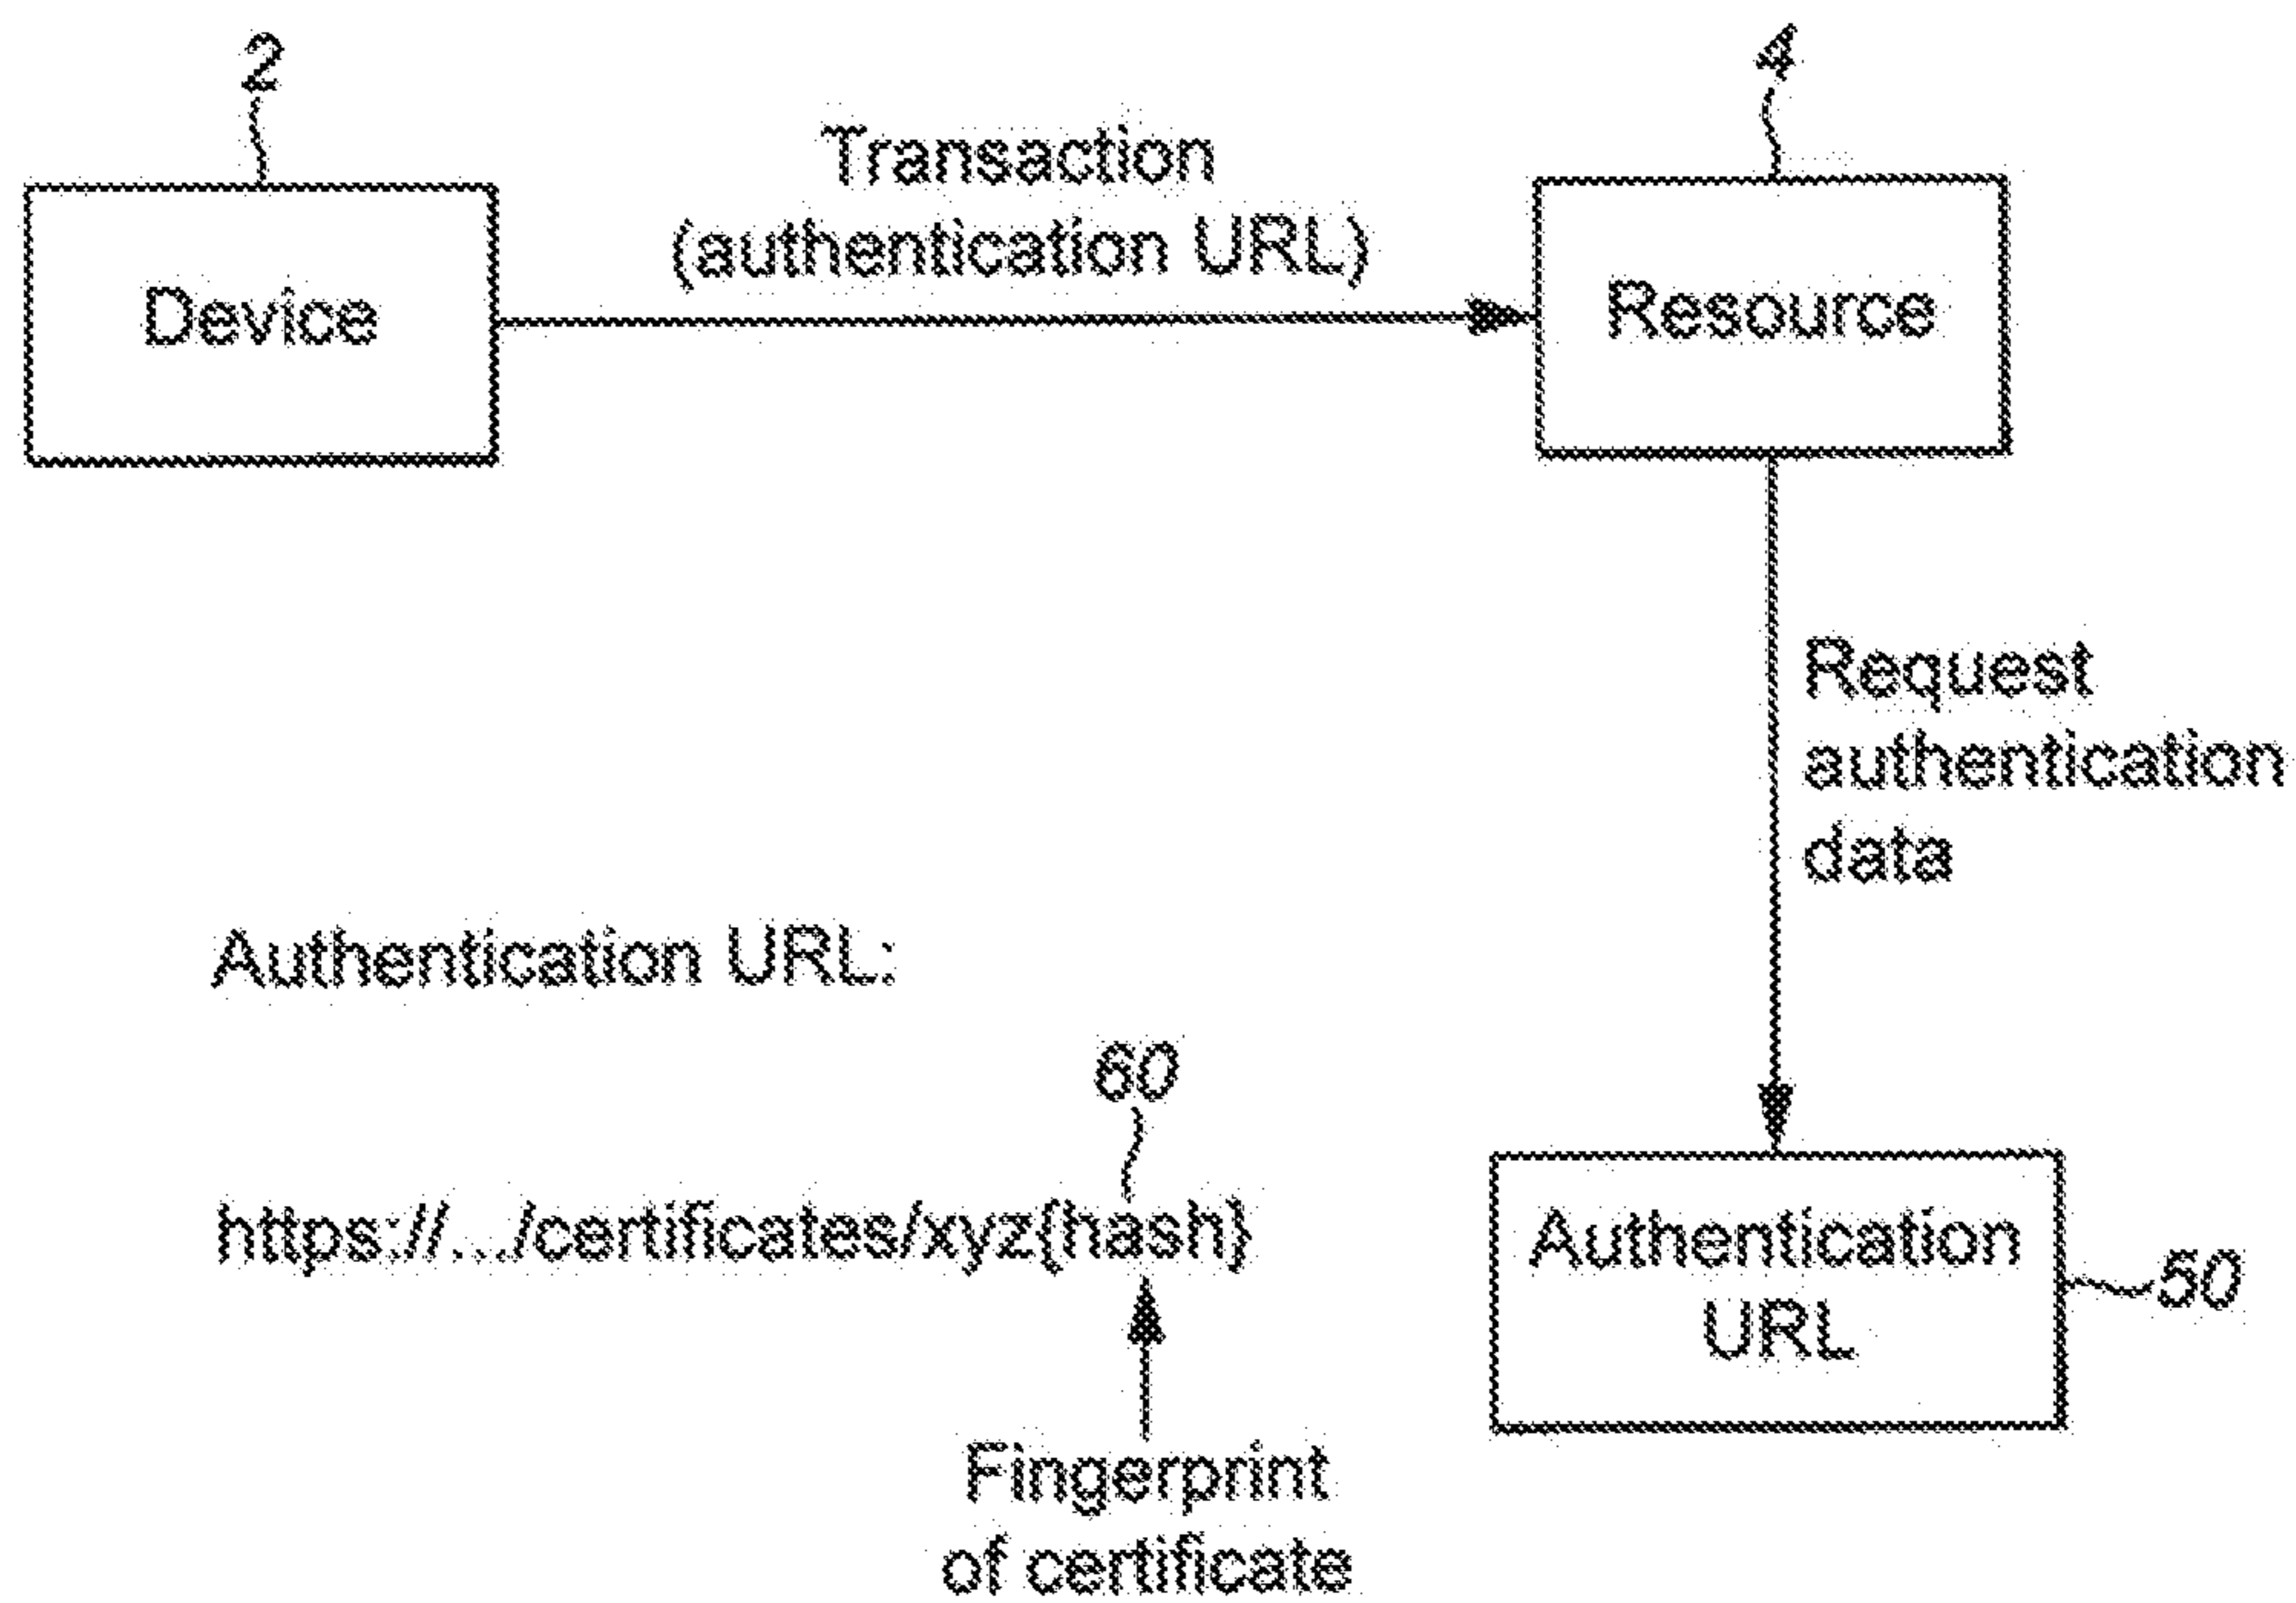 2
4
Transaction
(authentication URL)
Device
Resource
Request
authentication
data
Authentication URL:
60
https://.../certificates/xyz{hash}
Authentication
URL
50
Fingerprint
of certificate